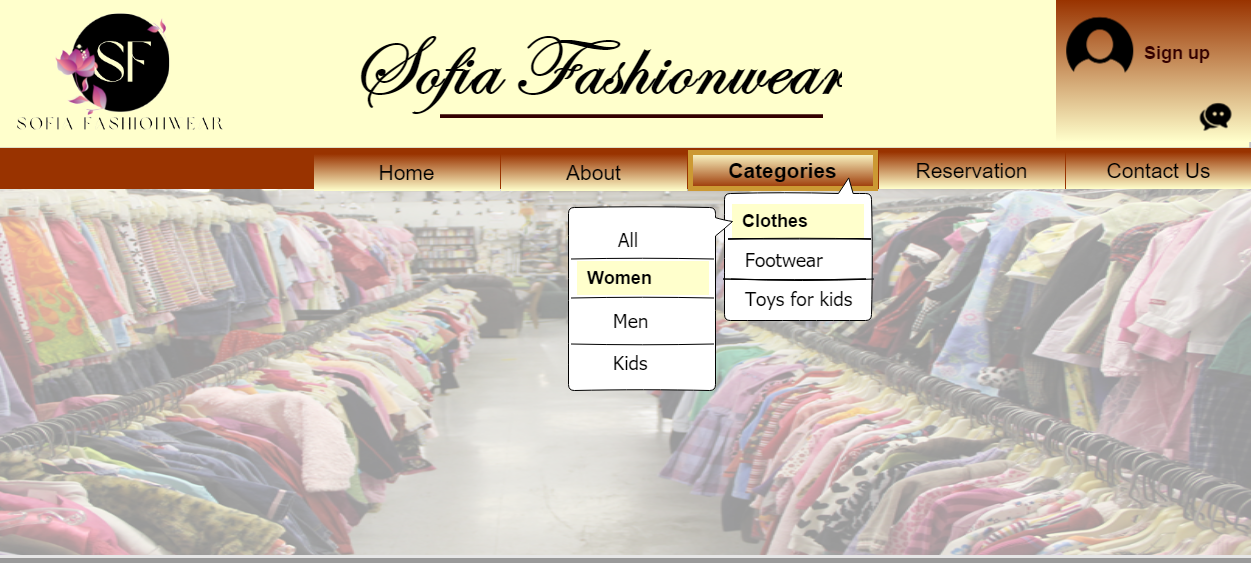 SF
SOFIA FASHIONWEAR
Sofia Fashionwear
Sign up
Home
About
Categories
Reservation
Contact Us
Clothes
Footwear
Toys for kids
All
Women
Men
Kids